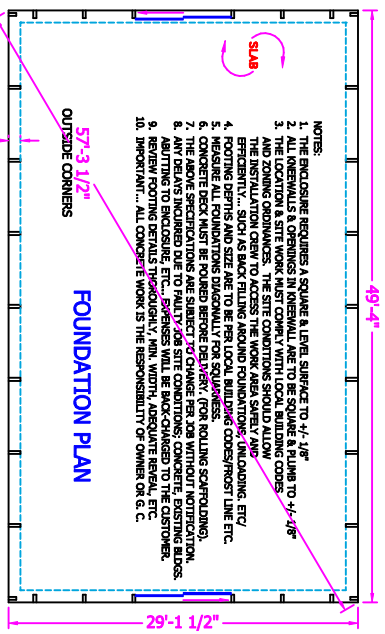 49'-4"
SLAB
NOTES:
1. THE ENCLOSURE REQUIRES A SQUARE & LEVEL SURFACE TO +/- 1/8"
2. ALL KNEEWALLS & OPENINGS IN KNEEWALL ARE TO BE SQUARE & PLUMB TO +/- 1/8"
3. THE LOCATION & SITE WORK MUST COMPLY WITH LOCAL BUILDING CODES
AND ZONING ORDINANCES. THE SITE CONDITIONS SHOULD ALLOW
THE INSTALLATION CREW TO ACCESS THE WORK AREA SAFELY AND
EFFICIENTLY... SUCH AS BACK FILLING AROUND FOUNDATIONS, UNLOADING, ETC/
4. FOOTING DEPTHS AND SIZE ARE TO BE PER LOCAL BUILDING CODES/FROST LINE ETC.
5. MEASURE ALL FOUNDATIONS DIAGONALLY FOR SQUARENESS.
6. CONCRETE DECK MUST BE POURED BEFORE DELIVERY. (FOR ROLLING SCAFFOLDING).
7. THE ABOVE SPECIFICATIONS ARE SUBJECT TO CHANGE PER JOB WITHOUT NOTIFICATION.
8. ANY DELAYS INCURRED DUE TO FAULTY JOB SITE CONDITIONS; CONCRETE, EXISTING BLDGS.
ABUTTING TO ENCLOSURE, ETC... EXPENSES WILL BE BACK-CHARGED TO THE CUSTOMER.
9. REVIEW FOOTING DETAILS THOROUGHLY, MIN. WIDTH, ADEQUATE REVEAL, ETC.
10. IMPORTANT... ALL CONCRETE WORK IS THE RESPONSIBILITY OF OWNER OR G. C.
57'-3 1/2"
OUTSIDE CORNERS
FOUNDATION PLAN
29'-1 1/2"